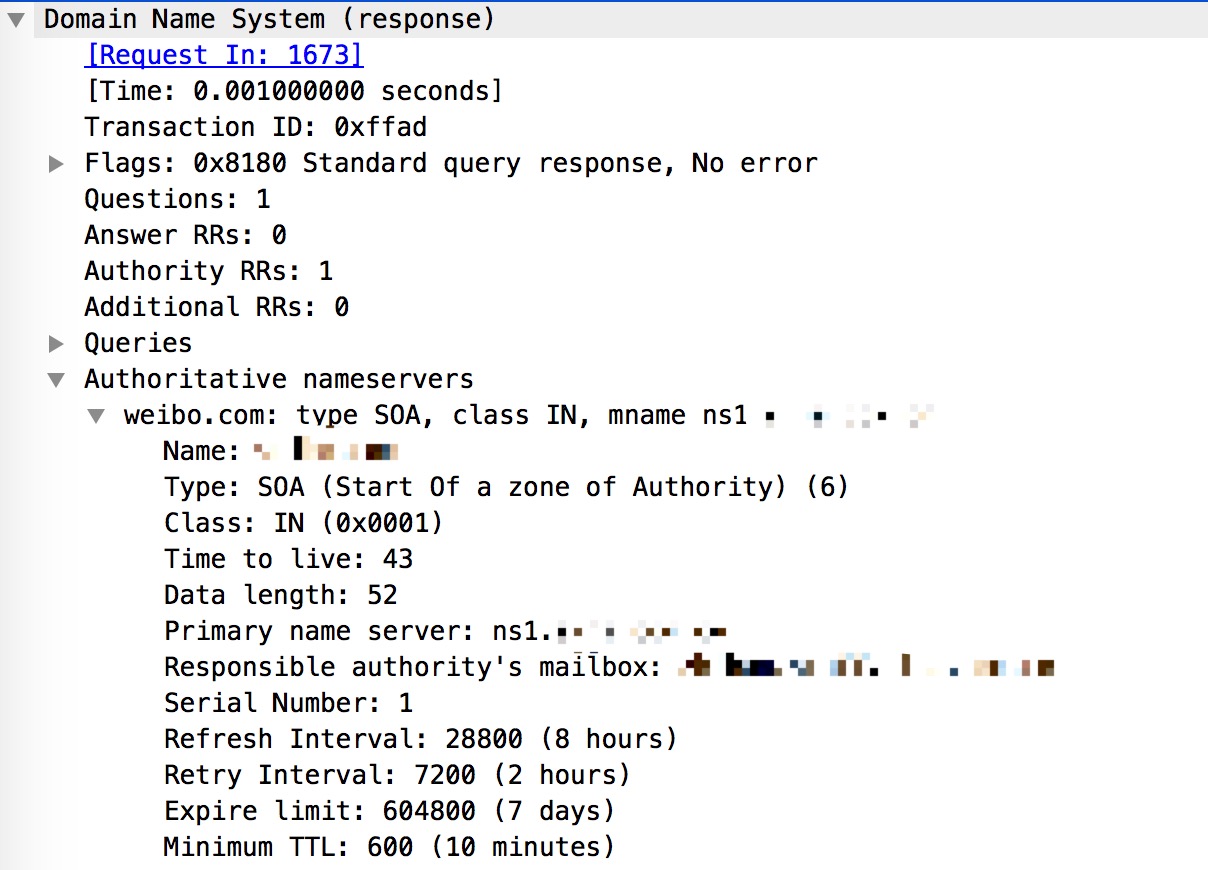 Domain Name System (response)
[Request In: 1673]
[Time: 0.001000000 seconds]
Transaction ID: 0xffad
Flags: 0x8180 Standard query response, No error
Questions: 1
Answer RRs: 0
Authority RRs: 1
Additional RRs: 0
Queries
Authoritative nameservers
weibo.com: type SOA, class IN, mname ns1
Name:
Type: SOA (Start Of a zone of Authority) (6)
Class: IN (0x0001)
Time to live: 43
Data length: 52
Primary name server: ns1.
Responsible authority's mailbox:
Serial Number: 1
Refresh Interval: 28800 (8 hours)
Retry Interval: 7200 (2 hours)
Expire limit: 604800 (7 days)
Minimum TTL: 600 (10 minutes)